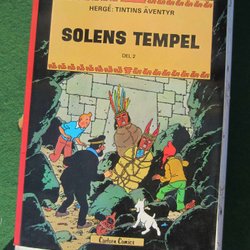 HERGÉ: TINTINS ÄVENTYR
SOLENS TEMPEL
DEL 2
Carlsen Comics